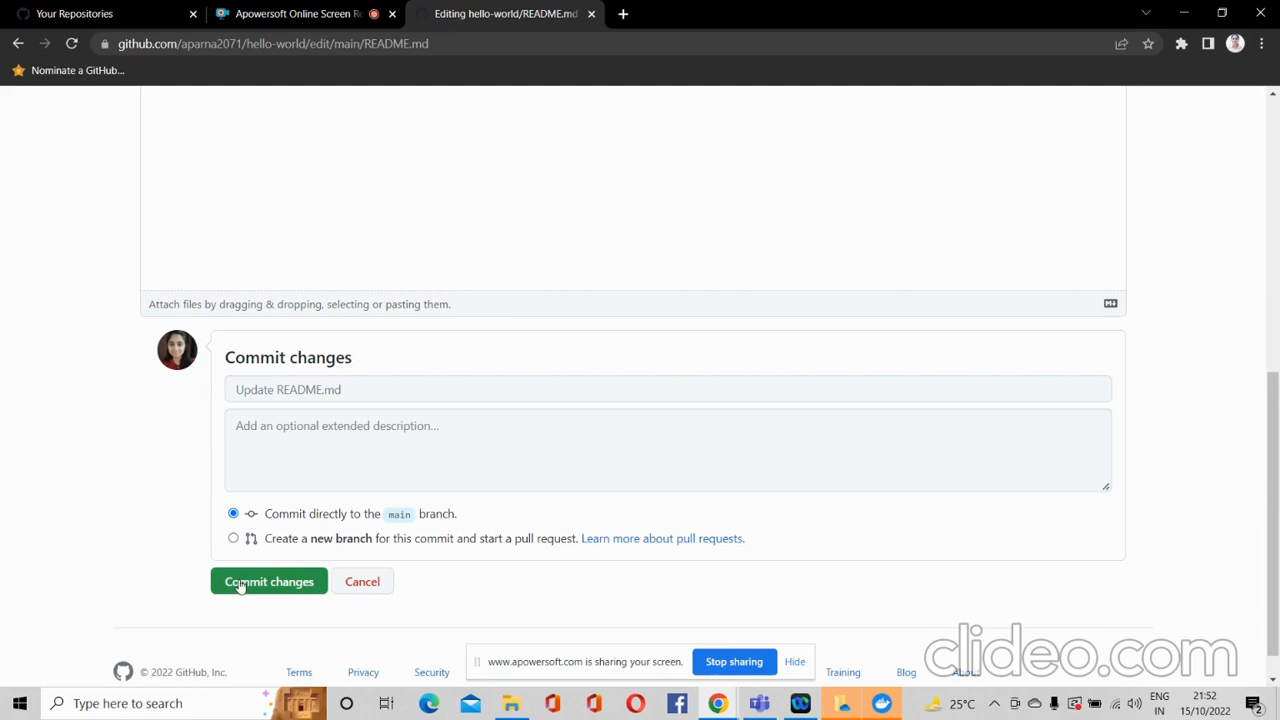 Your Repositories
Apowersoft Online Screen Re
Editing hello-world/README.md
github.com/aparna2071/hello-world/edit/main/README.md
Nominate a GitHub...
Attach files by dragging & dropping, selecting or pasting them.
Commit changes
Update README.md
Add an optional extended description...
Commit directly to the main branch.
Create a new branch for this commit and start a pull request. Learn more about pull requests.
Commit changes
Cancel
© 2022 GitHub, Inc.
Terms
Privacy
Security
www.apowersoft.com is sharing your screen.
Stop sharing
Hide
Training
Blog
About
clideo.com
Type here to search
25°C
ENG
IN
21:52
15/10/2022
2